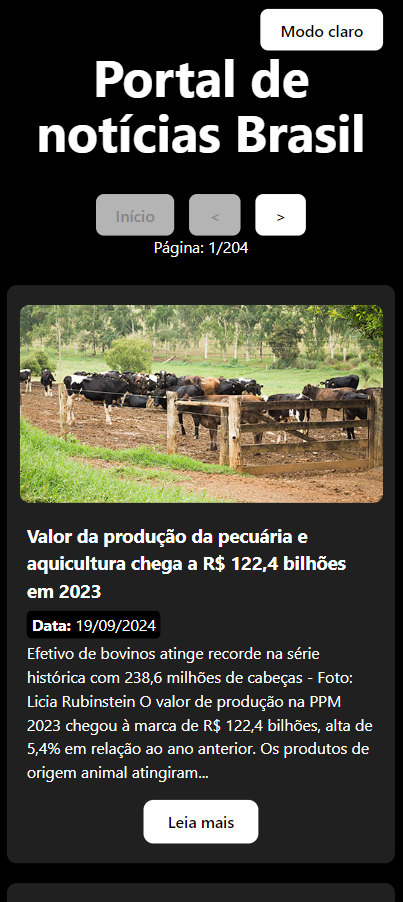 Modo claro
Portal de
notícias Brasil
Início
<
>
Página: 1/204
Valor da produção da pecuária e
aquicultura chega a R$ 122,4 bilhões
em 2023
Data: 19/09/2024
Efetivo de bovinos atinge recorde na série
histórica com 238,6 milhões de cabeças - Foto:
Licia Rubinstein O valor de produção na PPM
2023 chegou à marca de R$ 122,4 bilhões, alta de
5,4% em relação ao ano anterior. Os produtos de
origem animal atingiram...
Leia mais